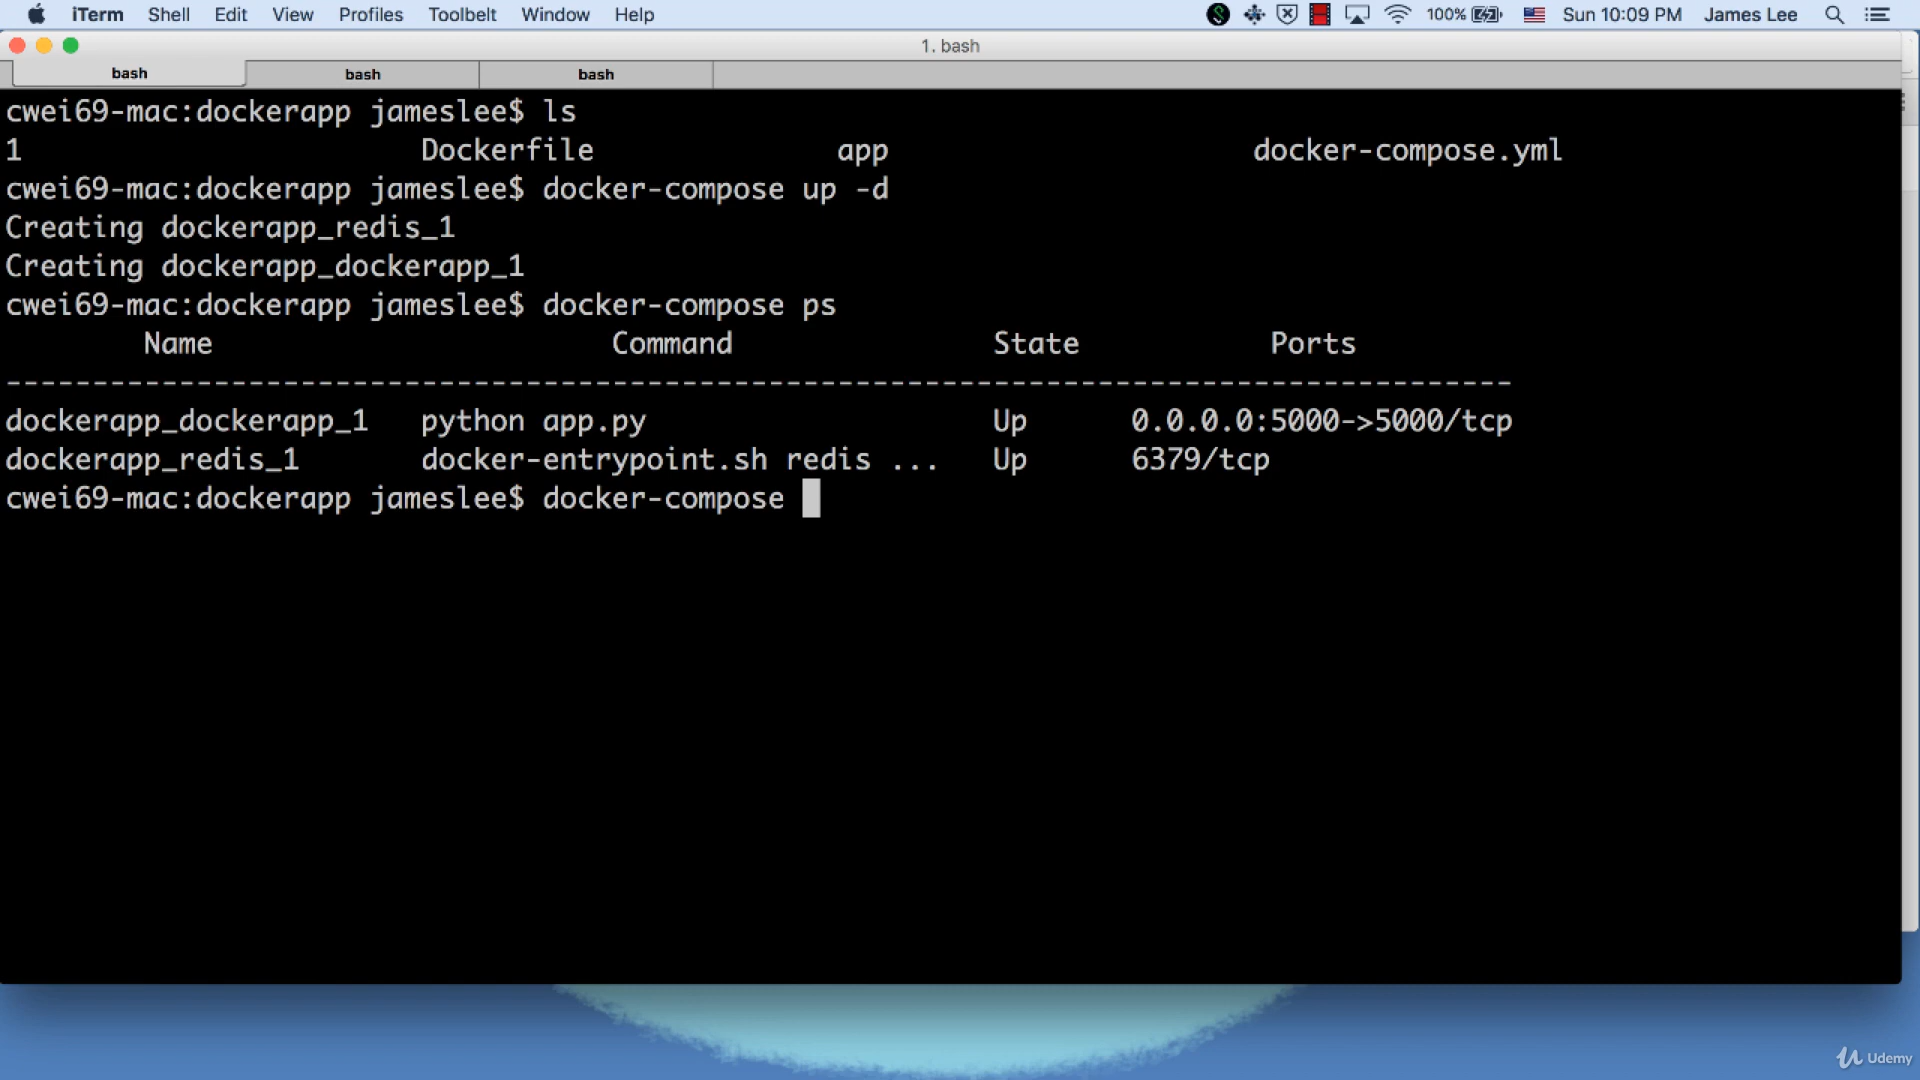 iTerm Shell Edit View Profiles Toolbelt Window Help 100% Sun 10:09 PM James Lee
1. bash
bash bash bash
cwei69-mac:dockerapp jameslee$ ls
1 Dockerfile app docker-compose.yml
cwei69-mac:dockerapp jameslee$ docker-compose up -d
Creating dockerapp_redis_1
Creating dockerapp_dockerapp_1
cwei69-mac:dockerapp jameslee$ docker-compose ps
Name Command State Ports
--------------------------------------------------------------------------------------
dockerapp_dockerapp_1 python app.py Up 0.0.0.0:5000->5000/tcp
dockerapp_redis_1 docker-entrypoint.sh redis ... Up 6379/tcp
cwei69-mac:dockerapp jameslee$ docker-compose
Udemy